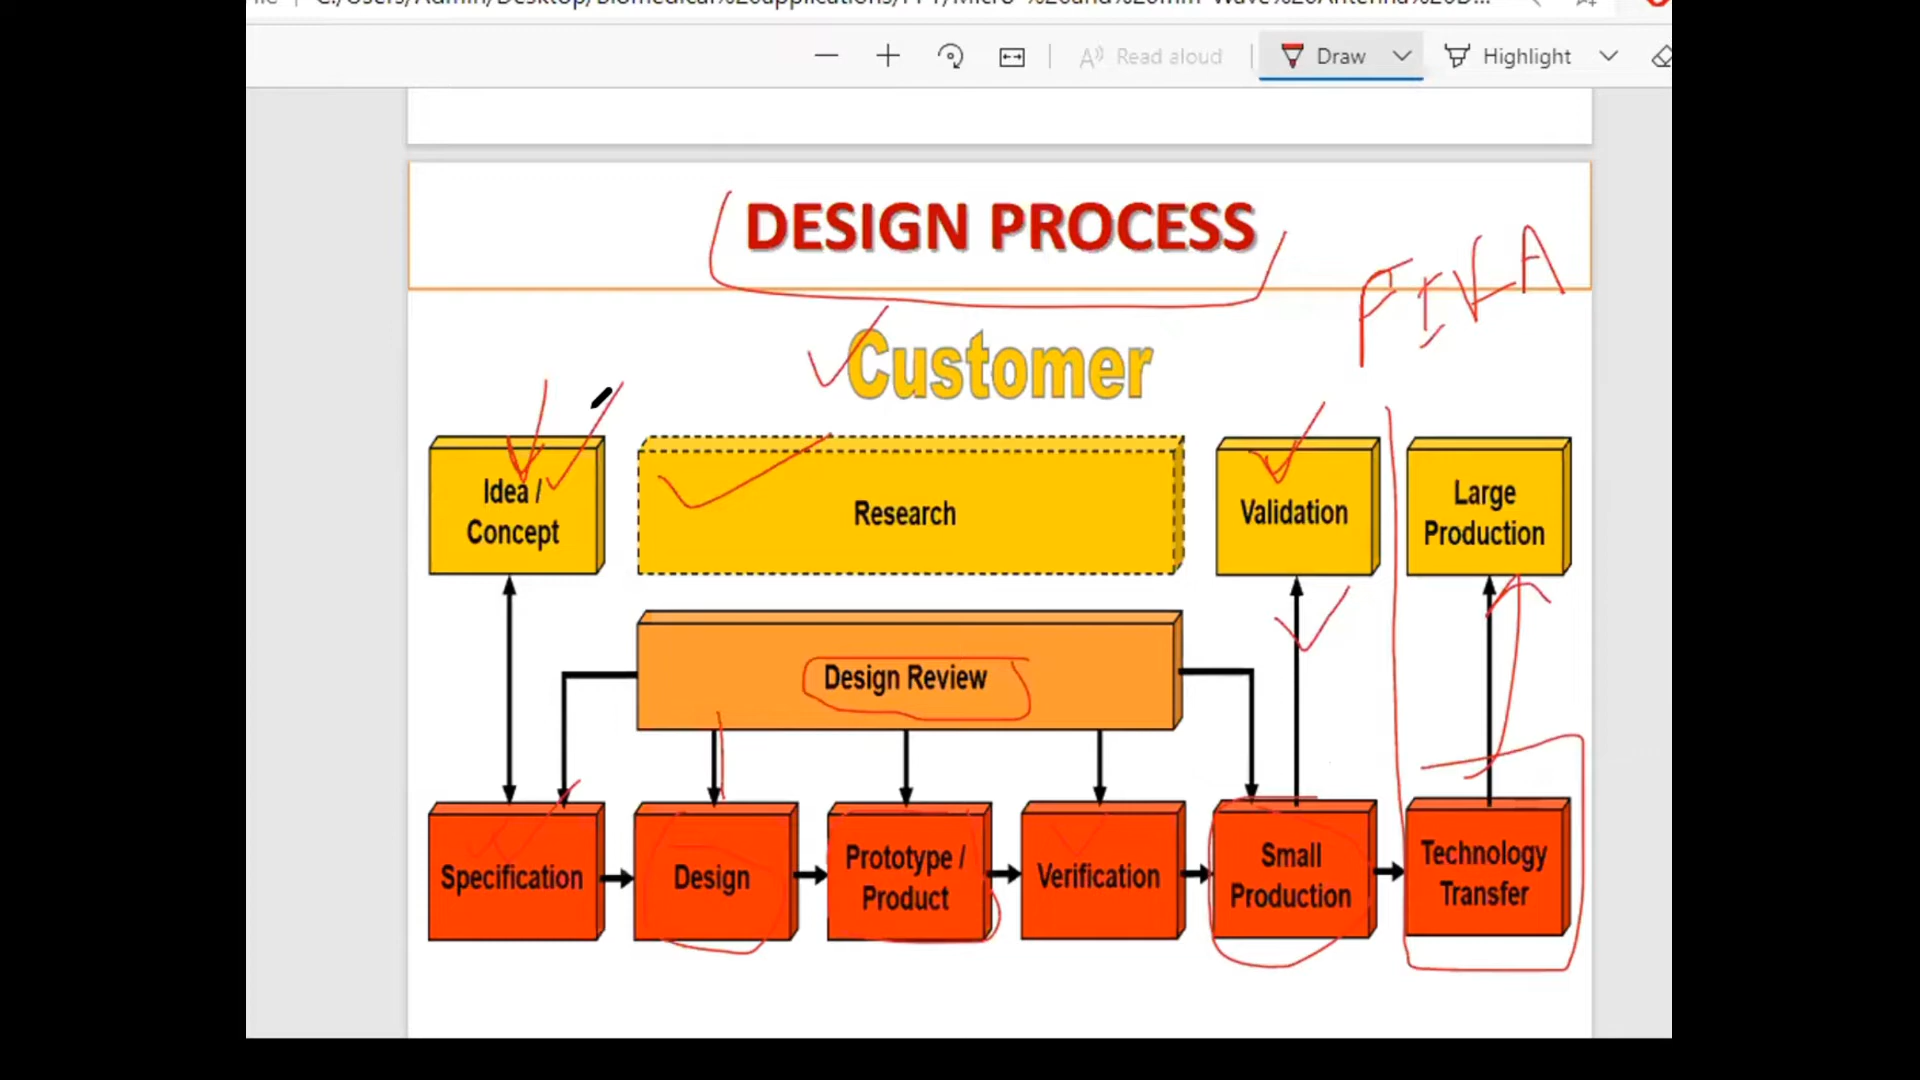 Read aloud
Draw
Highlight
DESIGN PROCESS
Customer
Idea /
Concept
Research
Validation
Large
Production
Design Review
Specification
Design
Prototype /
Product
Verification
Small
Production
Technology
Transfer